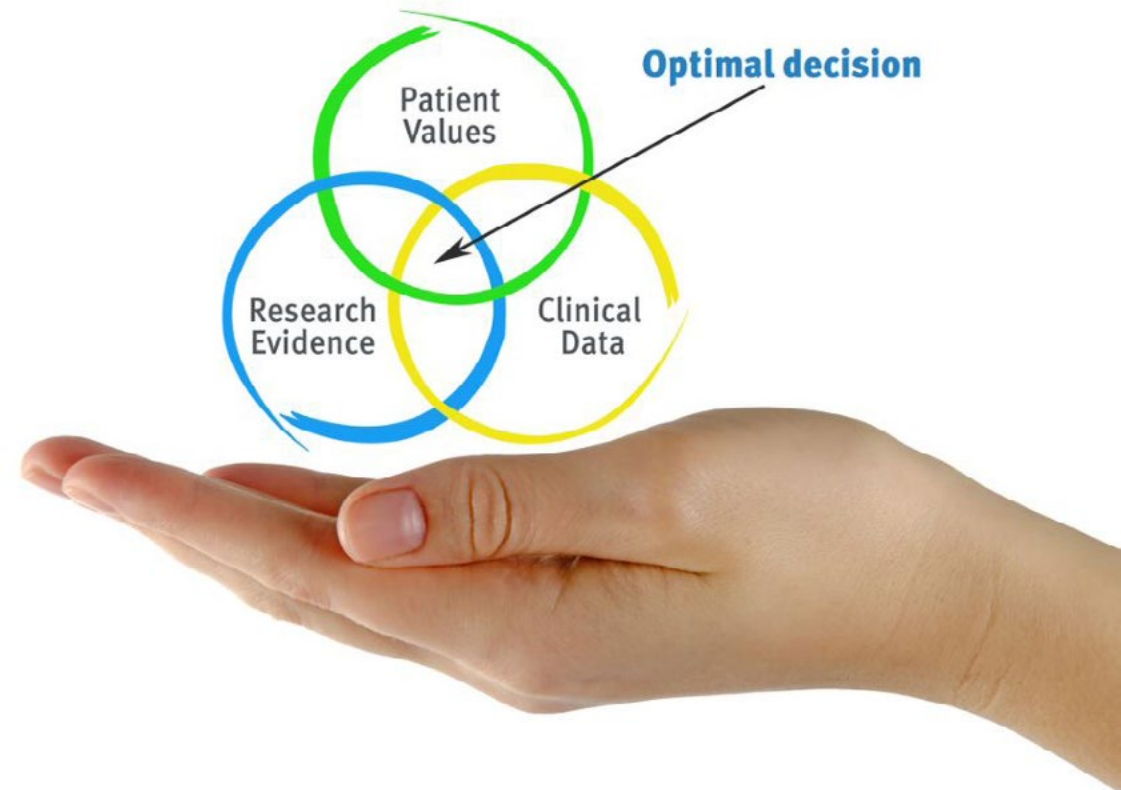 Optimal decision
Patient
Values
Research
Evidence
Clinical
Data